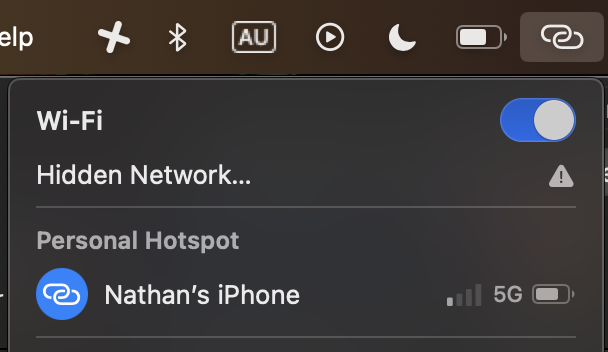 elp AU
Wi-Fi
Hidden Network...
Personal Hotspot
Nathan’s iPhone 5G